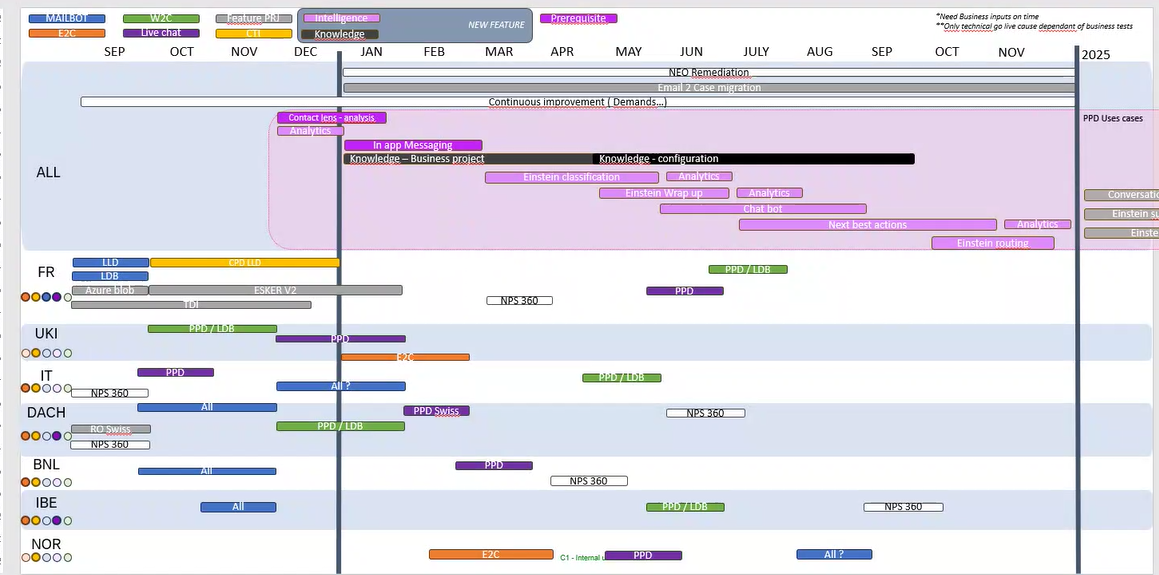 MAILBOT W2C Feature PRJ Intelligence NEW FEATURE Prerequisite
E2C Live chat CTI Knowledge
*Need Business inputs on time
**Only technical go live cause dependant of business tests
SEP OCT NOV DEC JAN FEB MAR APR MAY JUN JULY AUG SEP OCT NOV 2025
ALL
NEO Remediation
Email 2 Case migration
Continuous improvement ( Demands...)
Contact lens - analysis
PPD Uses cases
Analytics
In app Messaging
Knowledge – Business project Knowledge - configuration
Einstein classification Analytics
Einstein Wrap up Analytics
Conversatio
Chat bot
Einstein su
Next best actions Analytics
Einste
Einstein routing
FR
LLD CPD LLD
PPD / LDB
LDB
Azure blob ESKER V2
PPD
NPS 360
TDI
UKI
PPD / LDB
PPD
E2C
IT
PPD
PPD / LDB
All ?
NPS 360
DACH
All
PPD Swiss
NPS 360
PPD / LDB
RO Swiss
NPS 360
BNL
PPD
All
NPS 360
IBE
All
PPD / LDB
NPS 360
NOR
E2C
C1 - Internal
PPD
All ?